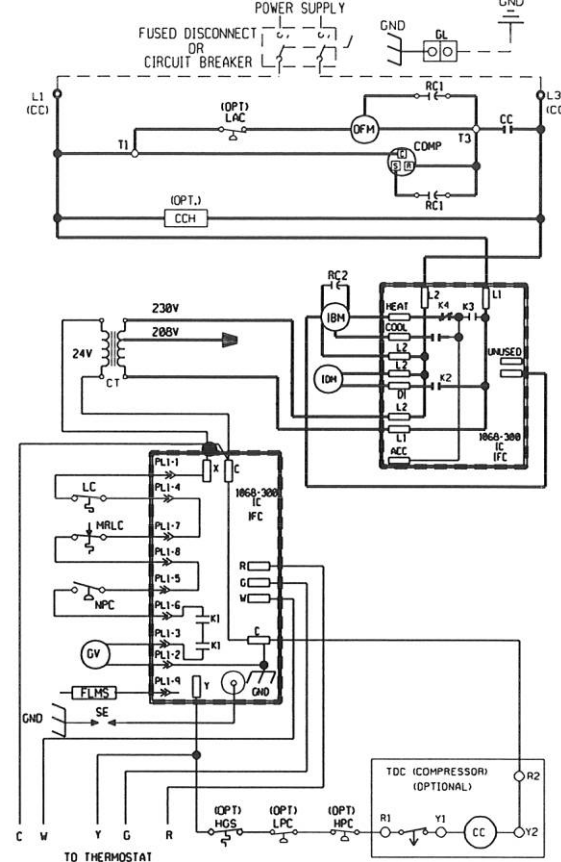 POWER SUPPLY
GND
FUSED DISCONNECT
OR
CIRCUIT BREAKER
GND
GL
L1
(CC)
L3
(CC
(OPT)
LAC
OFM
RC1
T1
T3
CC
COMP
C
S R
RC1
(OPT.)
CCH
RC2
230V
208V
24V
CT
IBM
IDM
L2
L1
HEAT
K4
K3
COOL
L2
L2
K2
DI
L2
L1
ACC
UNUSED
1068-300
IC
IFC
PL1-1
X
C
LC
PL1-4
1068-300
IC
IFC
MRLC
PL1-7
PL1-8
R
NPC
PL1-5
G
PL1-6
W
K1
PL1-3
K1
C
GV
PL1-2
FLMS
PL1-9
Y
GND
GND
SE
TDC (COMPRESSOR)
(OPTIONAL)
R2
(OPT)
HGS
(OPT)
LPC
(OPT)
HPC
R1
Y1
CC
Y2
C W Y G R
TO THERMOSTAT